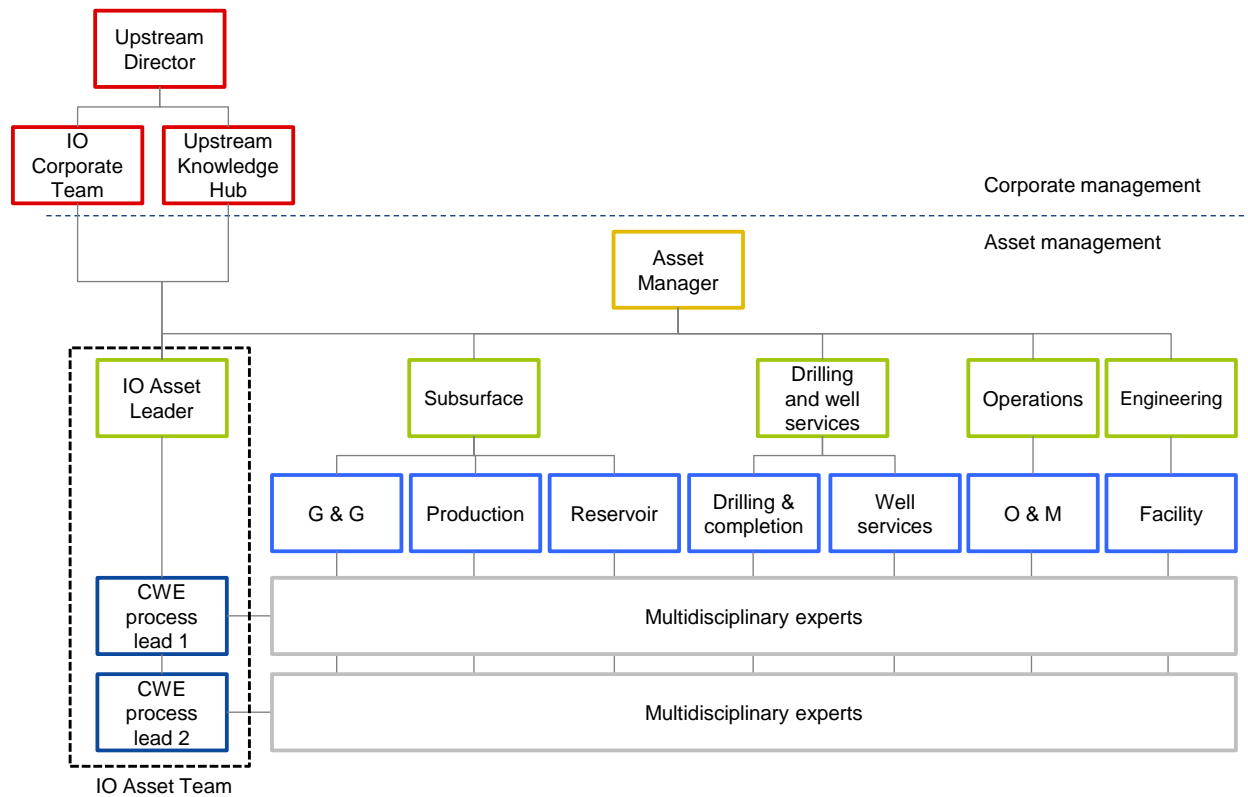 Upstream
Director
IO
Corporate
Team
Upstream
Knowledge
Hub
Corporate management
Asset management
Asset
Manager
IO Asset
Leader
Subsurface
Drilling
and well
services
Operations
Engineering
G & G
Production
Reservoir
Drilling &
completion
Well
services
O & M
Facility
CWE
process
lead 1
Multidisciplinary experts
CWE
process
lead 2
Multidisciplinary experts
IO Asset Team